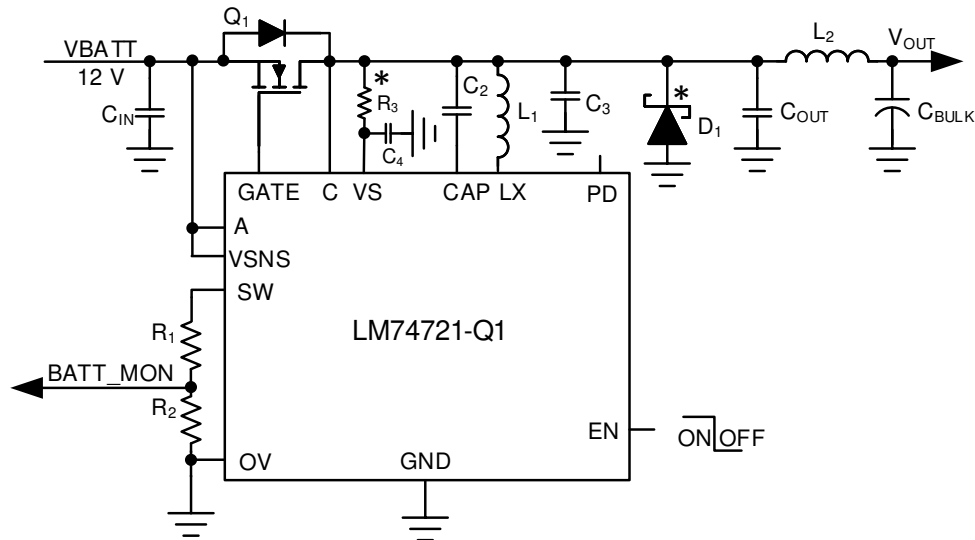 Q1
VBATT
12 V
CIN
*
R3
C4
C2
L1
C3
*
D1
COUT
L2
VOUT
CBULK
GATE
C
VS
CAP
LX
PD
A
VSNS
SW
LM74721-Q1
R1
BATT_MON
R2
EN
ON OFF
OV
GND